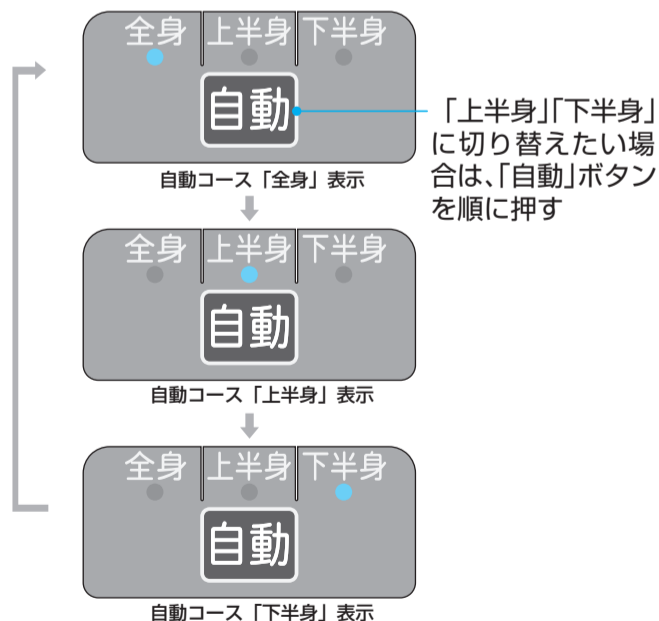 全身 上半身 下半身
自動
自動コース「全身」表示
「上半身」「下半身」
に切り替えたい場
合は、「自動」ボタン
を順に押す
全身 上半身 下半身
自動
自動コース「上半身」表示
全身 上半身 下半身
自動
自動コース「下半身」表示